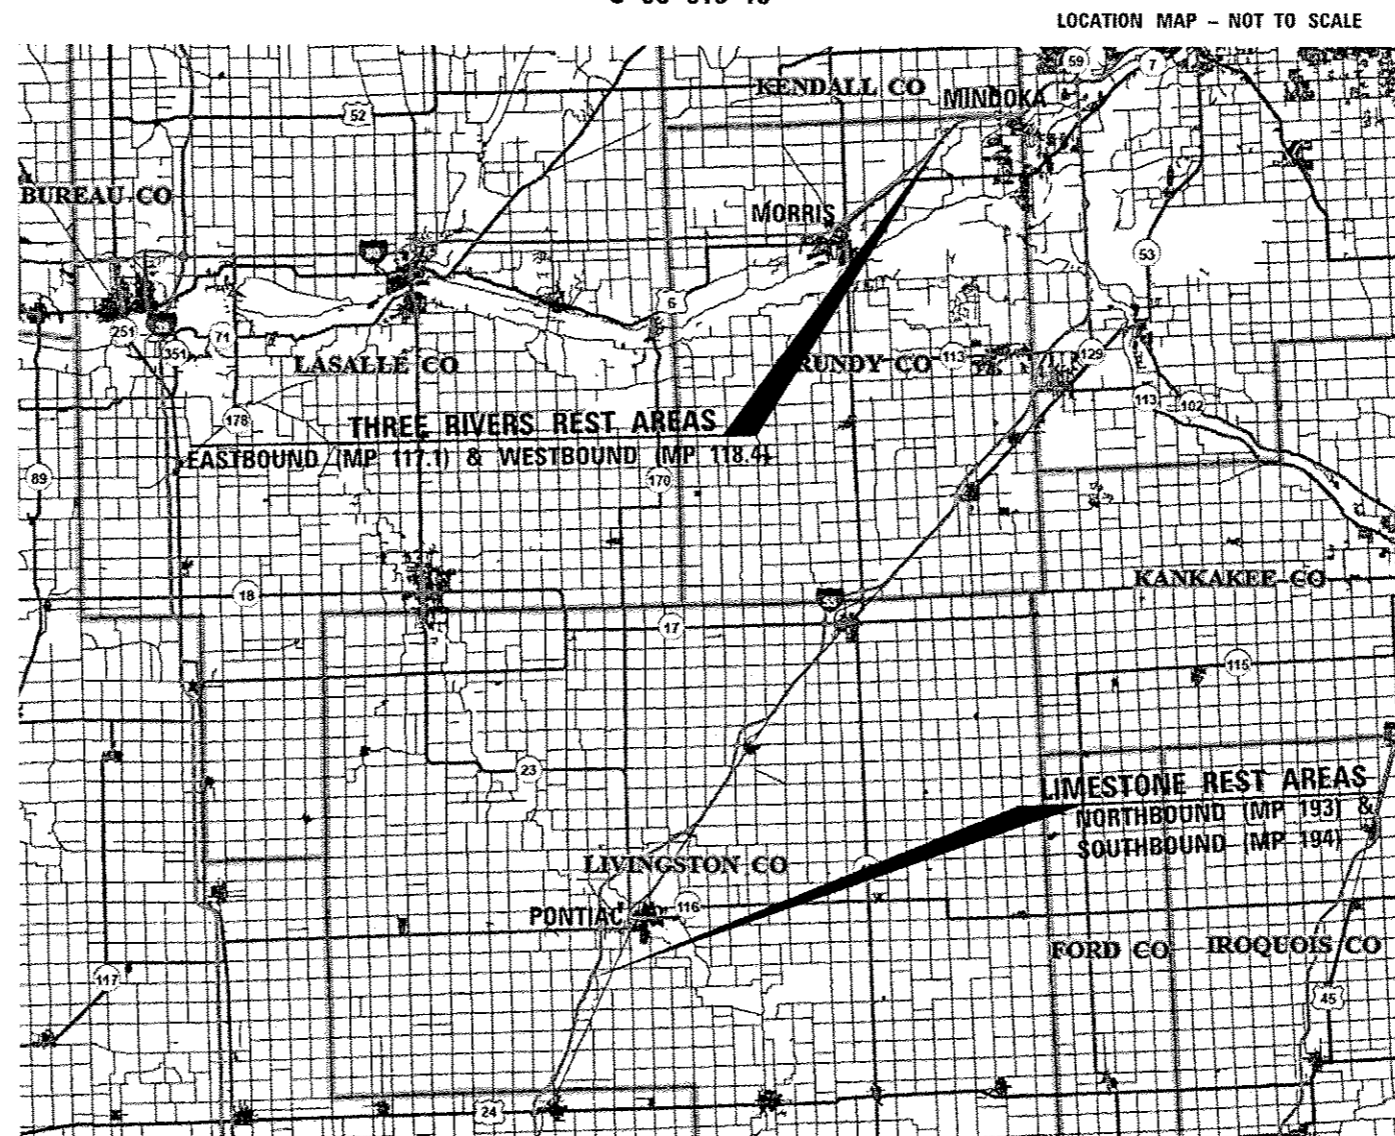 LOCATION MAP - NOT TO SCALE
59
7
KENDALL CO
MINOOKA
52
BUREAU CO
MORRIS
53
6
251
351
71
LASALLE CO
RUNDY CO
113
129
113
102
178
THREE RIVERS REST AREAS
EASTBOUND (MP 117.1) & WESTBOUND (MP 118.4)
89
170
KANKAKEE CO
18
17
115
23
LIMESTONE REST AREAS
NORTHBOUND (MP 193) &
SOUTHBOUND (MP 194)
LIVINGSTON CO
PONTIAC
116
FORD CO
IROQUOIS CO
117
45
24